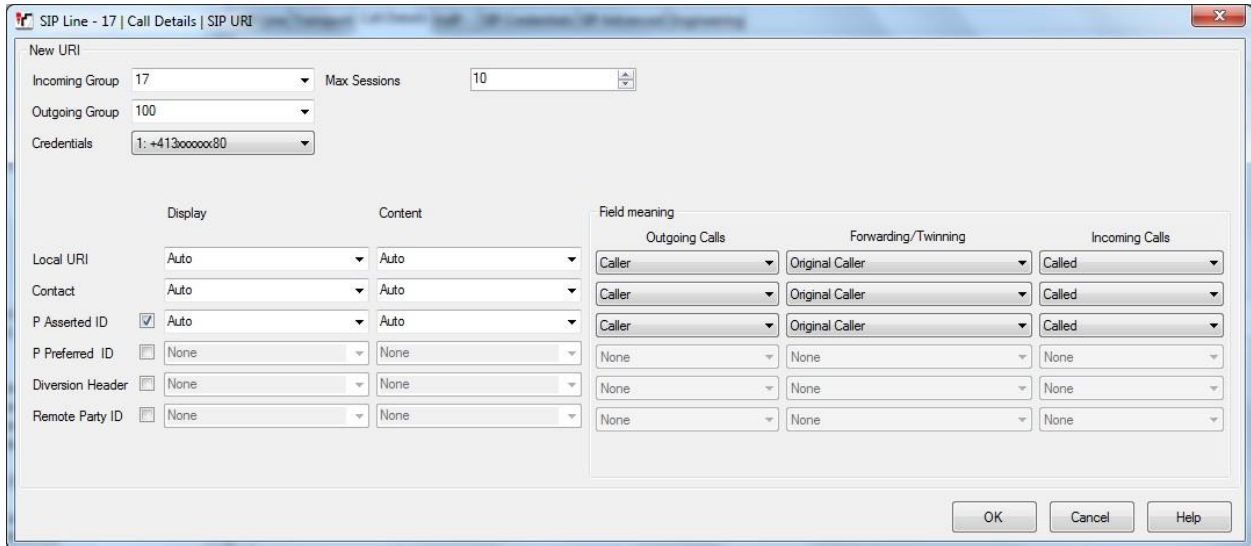 SIP Line - 17 | Call Details | SIP URI
New URI
Incoming Group 17 Max Sessions 10
Outgoing Group 100
Credentials 1: +413xxxxxx80
Display Content Field meaning
Outgoing Calls Forwarding/Twinning Incoming Calls
Local URI Auto Auto Caller Original Caller Called
Contact Auto Auto Caller Original Caller Called
P Asserted ID Auto Auto Caller Original Caller Called
P Preferred ID None None None None None
Diversion Header None None None None None
Remote Party ID None None None None None
OK Cancel Help